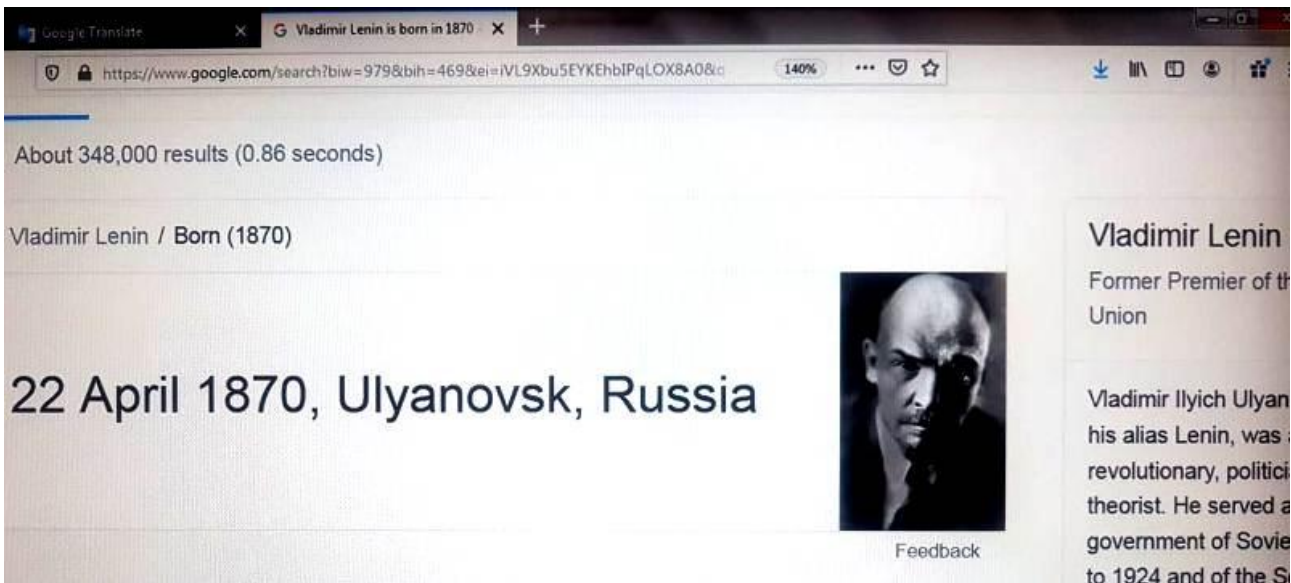 Google Translate
G Vladimir Lenin is born in 1870
https://www.google.com/search?biw=979&bih=469&ei=iVL9Xbu5EYKEhbIPqLOX8A0&
140%
About 348,000 results (0.86 seconds)
Vladimir Lenin / Born (1870)
22 April 1870, Ulyanovsk, Russia
Feedback
Vladimir Lenin
Former Premier of th
Union
Vladimir Ilyich Ulyan
his alias Lenin, was
revolutionary, politici
theorist. He served a
government of Sovie
to 1924 and of the So